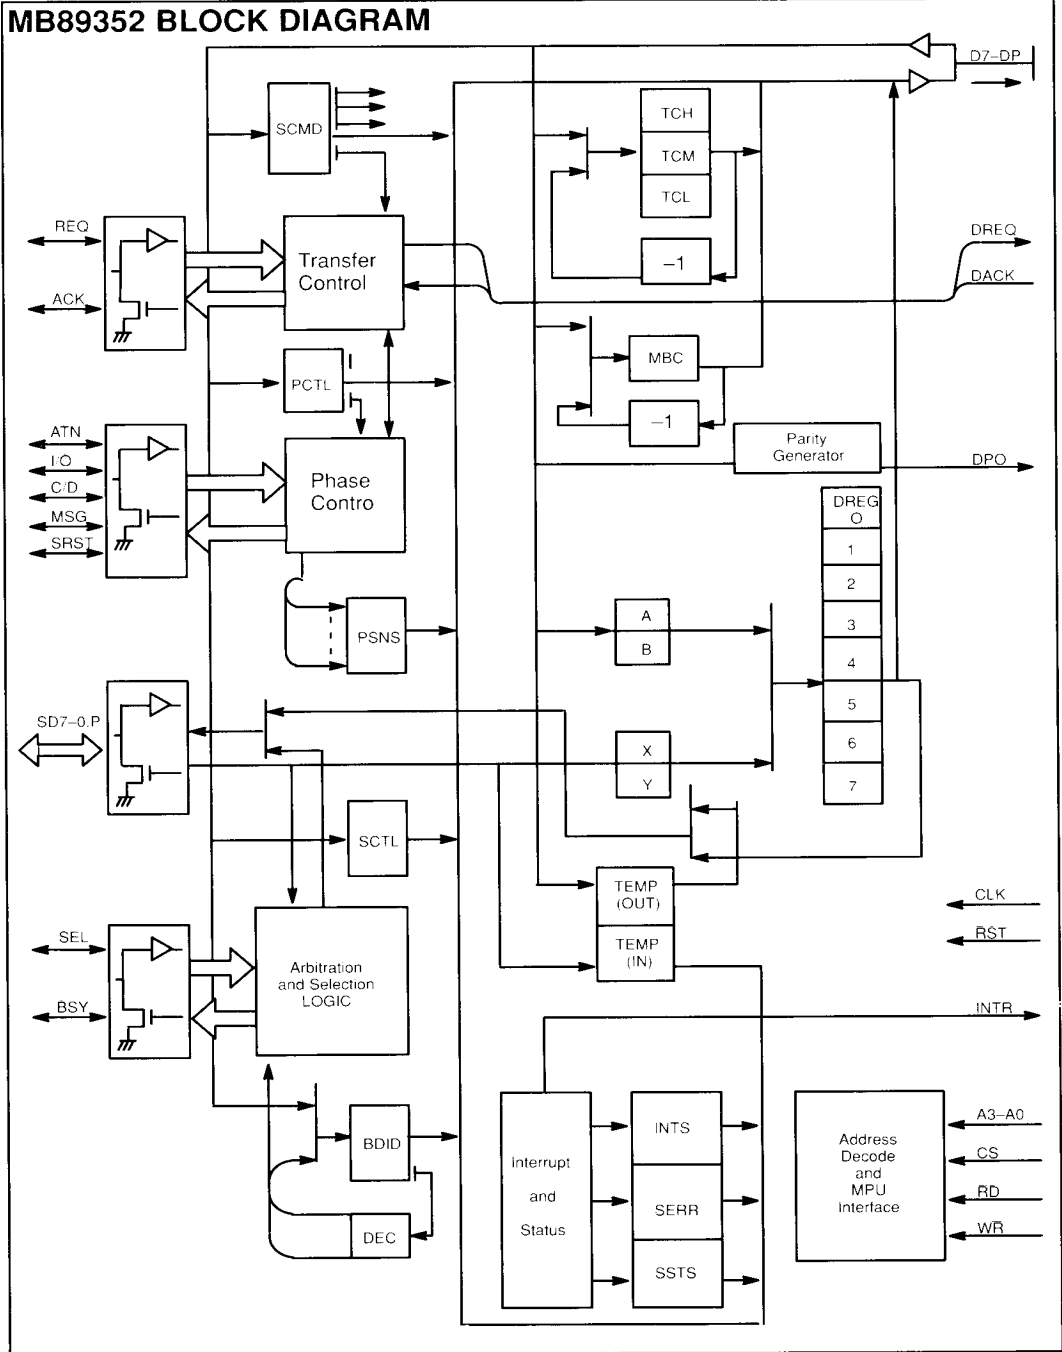 MB89352 BLOCK DIAGRAM
D7–DP
SCMD
TCH
TCM
TCL
–1
REQ
ACK
Transfer
Control
DREQ
DACK
PCTL
MBC
–1
ATN
I/O
C/D
MSG
SRST
Phase
Contro
Parity
Generator
DPO
DREG
O
1
2
3
4
5
6
7
PSNS
A
B
SD7–0.P
X
Y
SCTL
TEMP
(OUT)
TEMP
(IN)
CLK
RST
SEL
BSY
Arbitration
and Selection
LOGIC
INTR
BDID
DEC
Interrupt
and
Status
INTS
SERR
SSTS
Address
Decode
and
MPU
Interface
A3–A0
CS
RD
WR